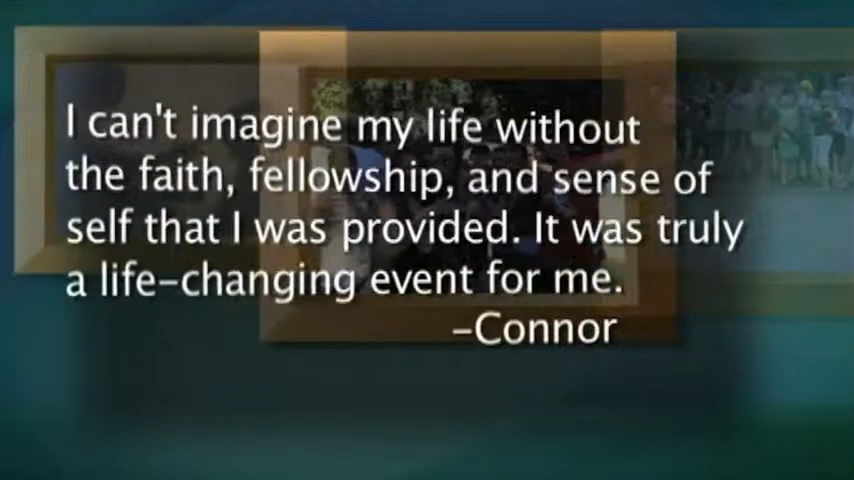 I can't imagine my life without
the faith, fellowship, and sense of
self that I was provided. It was truly
a life-changing event for me.
-Connor